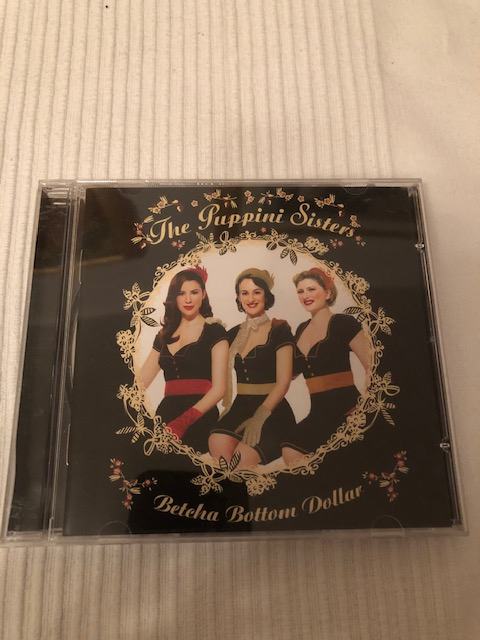 The Puppini Sisters
Betcha Bottom Dollar